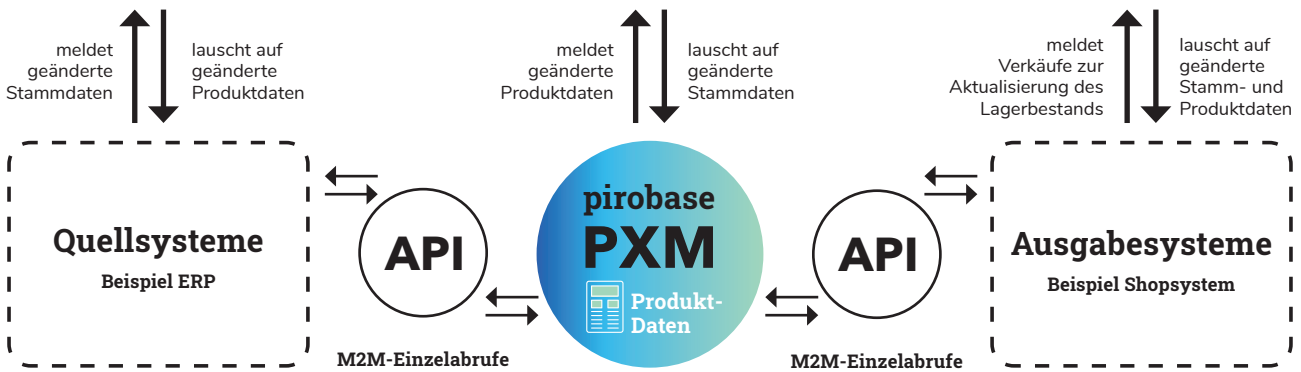 meldet
geänderte
Stammdaten
lauscht auf
geänderte
Produktdaten
meldet
geänderte
Produktdaten
lauscht auf
geänderte
Stammdaten
meldet
Verkäufe zur
Aktualisierung des
Lagerbestands
lauscht auf
geänderte
Stamm- und
Produktdaten
Quellsysteme
Beispiel ERP
API
M2M-Einzelabrufe
pirobase
PXM
Produkt-
Daten
API
M2M-Einzelabrufe
Ausgabesysteme
Beispiel Shopsystem